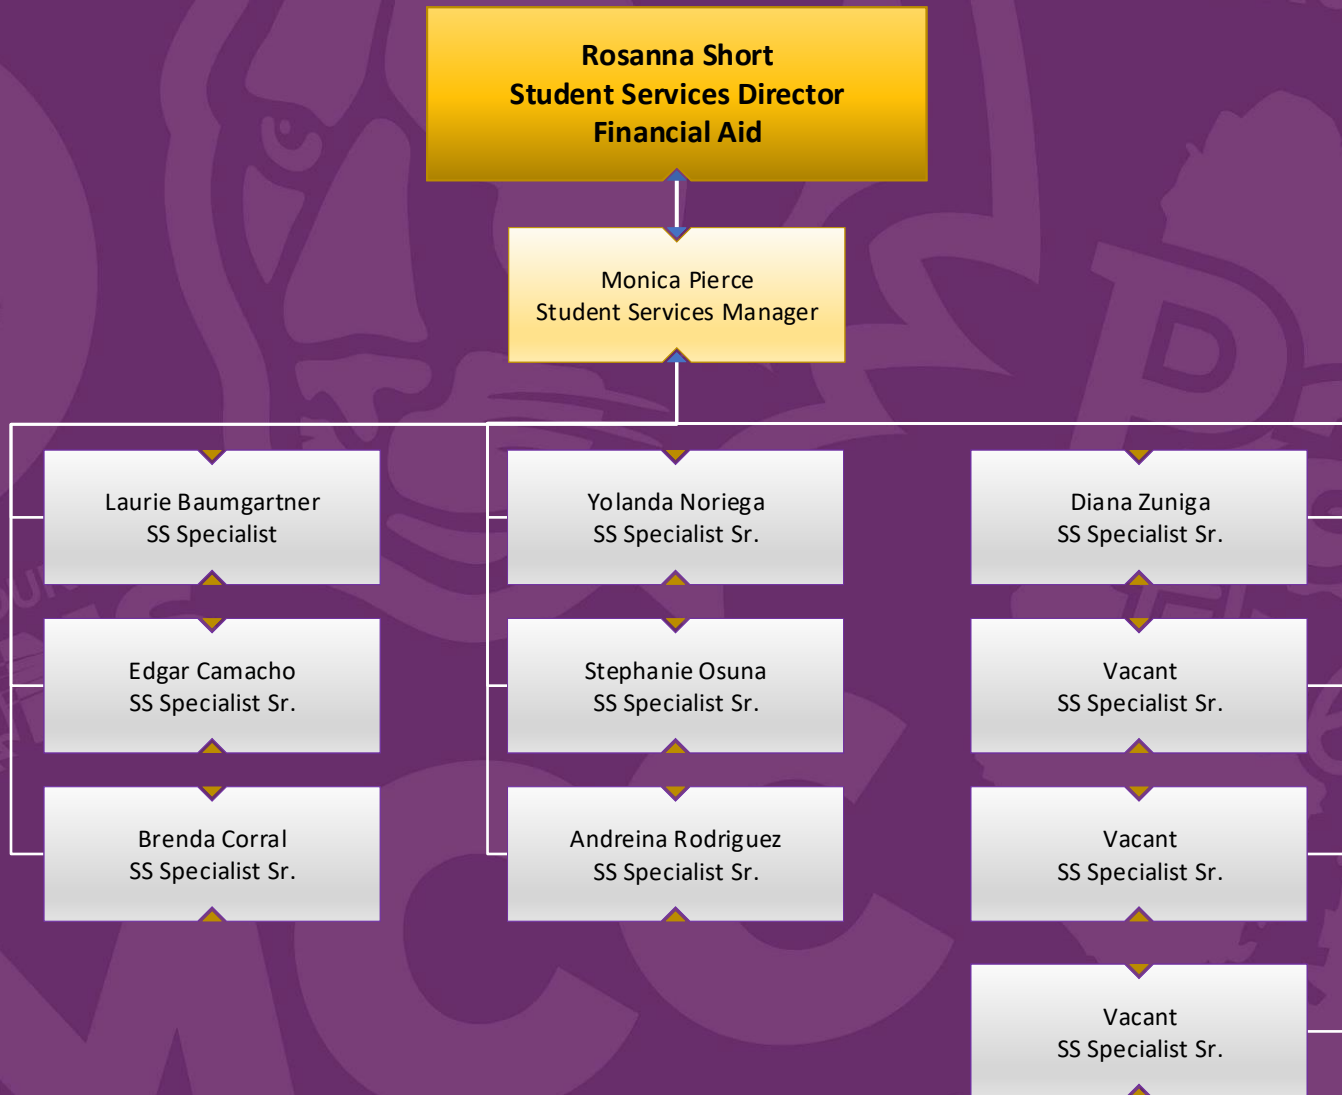 Rosanna Short
Student Services Director
Financial Aid
Monica Pierce
Student Services Manager
Laurie Baumgartner
SS Specialist
Yolanda Noriega
SS Specialist Sr.
Diana Zuniga
SS Specialist Sr.
Edgar Camacho
SS Specialist Sr.
Stephanie Osuna
SS Specialist Sr.
Vacant
SS Specialist Sr.
Brenda Corral
SS Specialist Sr.
Andreina Rodriguez
SS Specialist Sr.
Vacant
SS Specialist Sr.
Vacant
SS Specialist Sr.